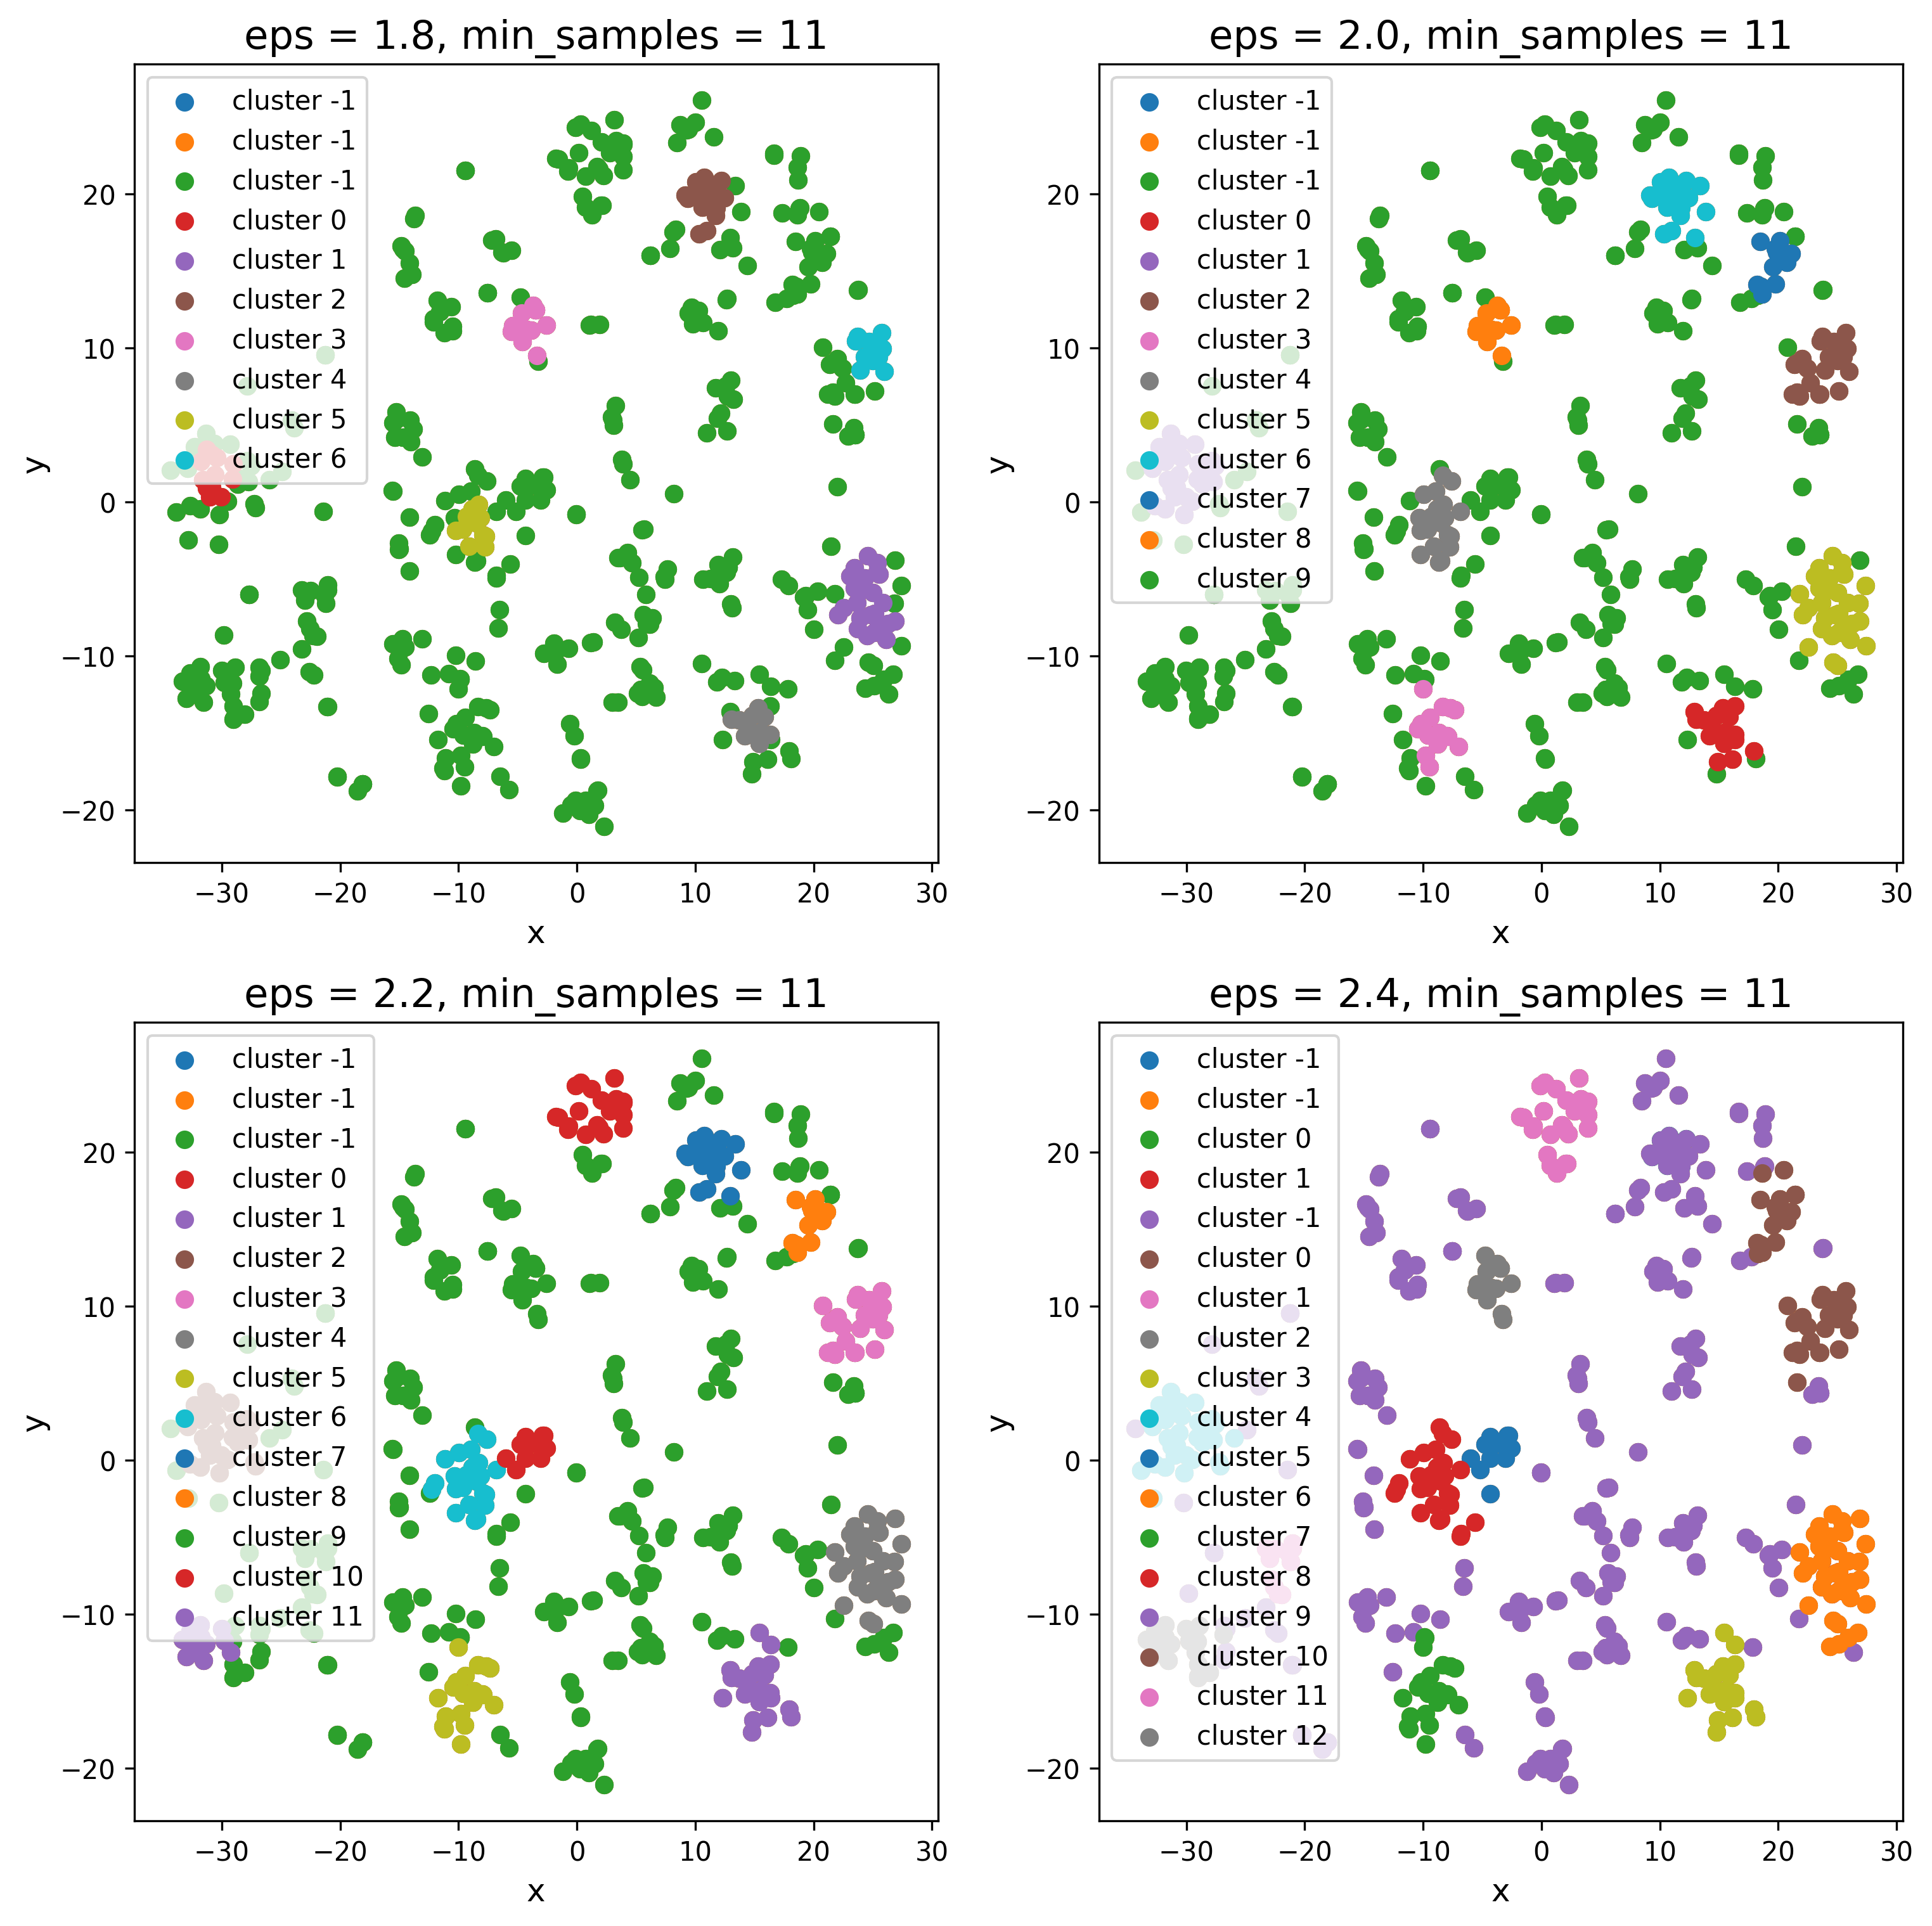 eps = 1.8, min_samples = 11
cluster -1
cluster -1
cluster -1
cluster 0
cluster 1
cluster 2
cluster 3
cluster 4
cluster 5
cluster 6
20
10
0
−10
−20
y
−30 −20 −10 0 10 20 30
x
eps = 2.0, min_samples = 11
cluster -1
cluster -1
cluster -1
cluster 0
cluster 1
cluster 2
cluster 3
cluster 4
cluster 5
cluster 6
cluster 7
cluster 8
cluster 9
20
10
0
−10
−20
y
−30 −20 −10 0 10 20 30
x
eps = 2.2, min_samples = 11
cluster -1
cluster -1
cluster -1
cluster 0
cluster 1
cluster 2
cluster 3
cluster 4
cluster 5
cluster 6
cluster 7
cluster 8
cluster 9
cluster 10
cluster 11
20
10
0
−10
−20
y
−30 −20 −10 0 10 20 30
x
eps = 2.4, min_samples = 11
cluster -1
cluster -1
cluster 0
cluster 1
cluster -1
cluster 0
cluster 1
cluster 2
cluster 3
cluster 4
cluster 5
cluster 6
cluster 7
cluster 8
cluster 9
cluster 10
cluster 11
cluster 12
20
10
0
−10
−20
y
−30 −20 −10 0 10 20 30
x